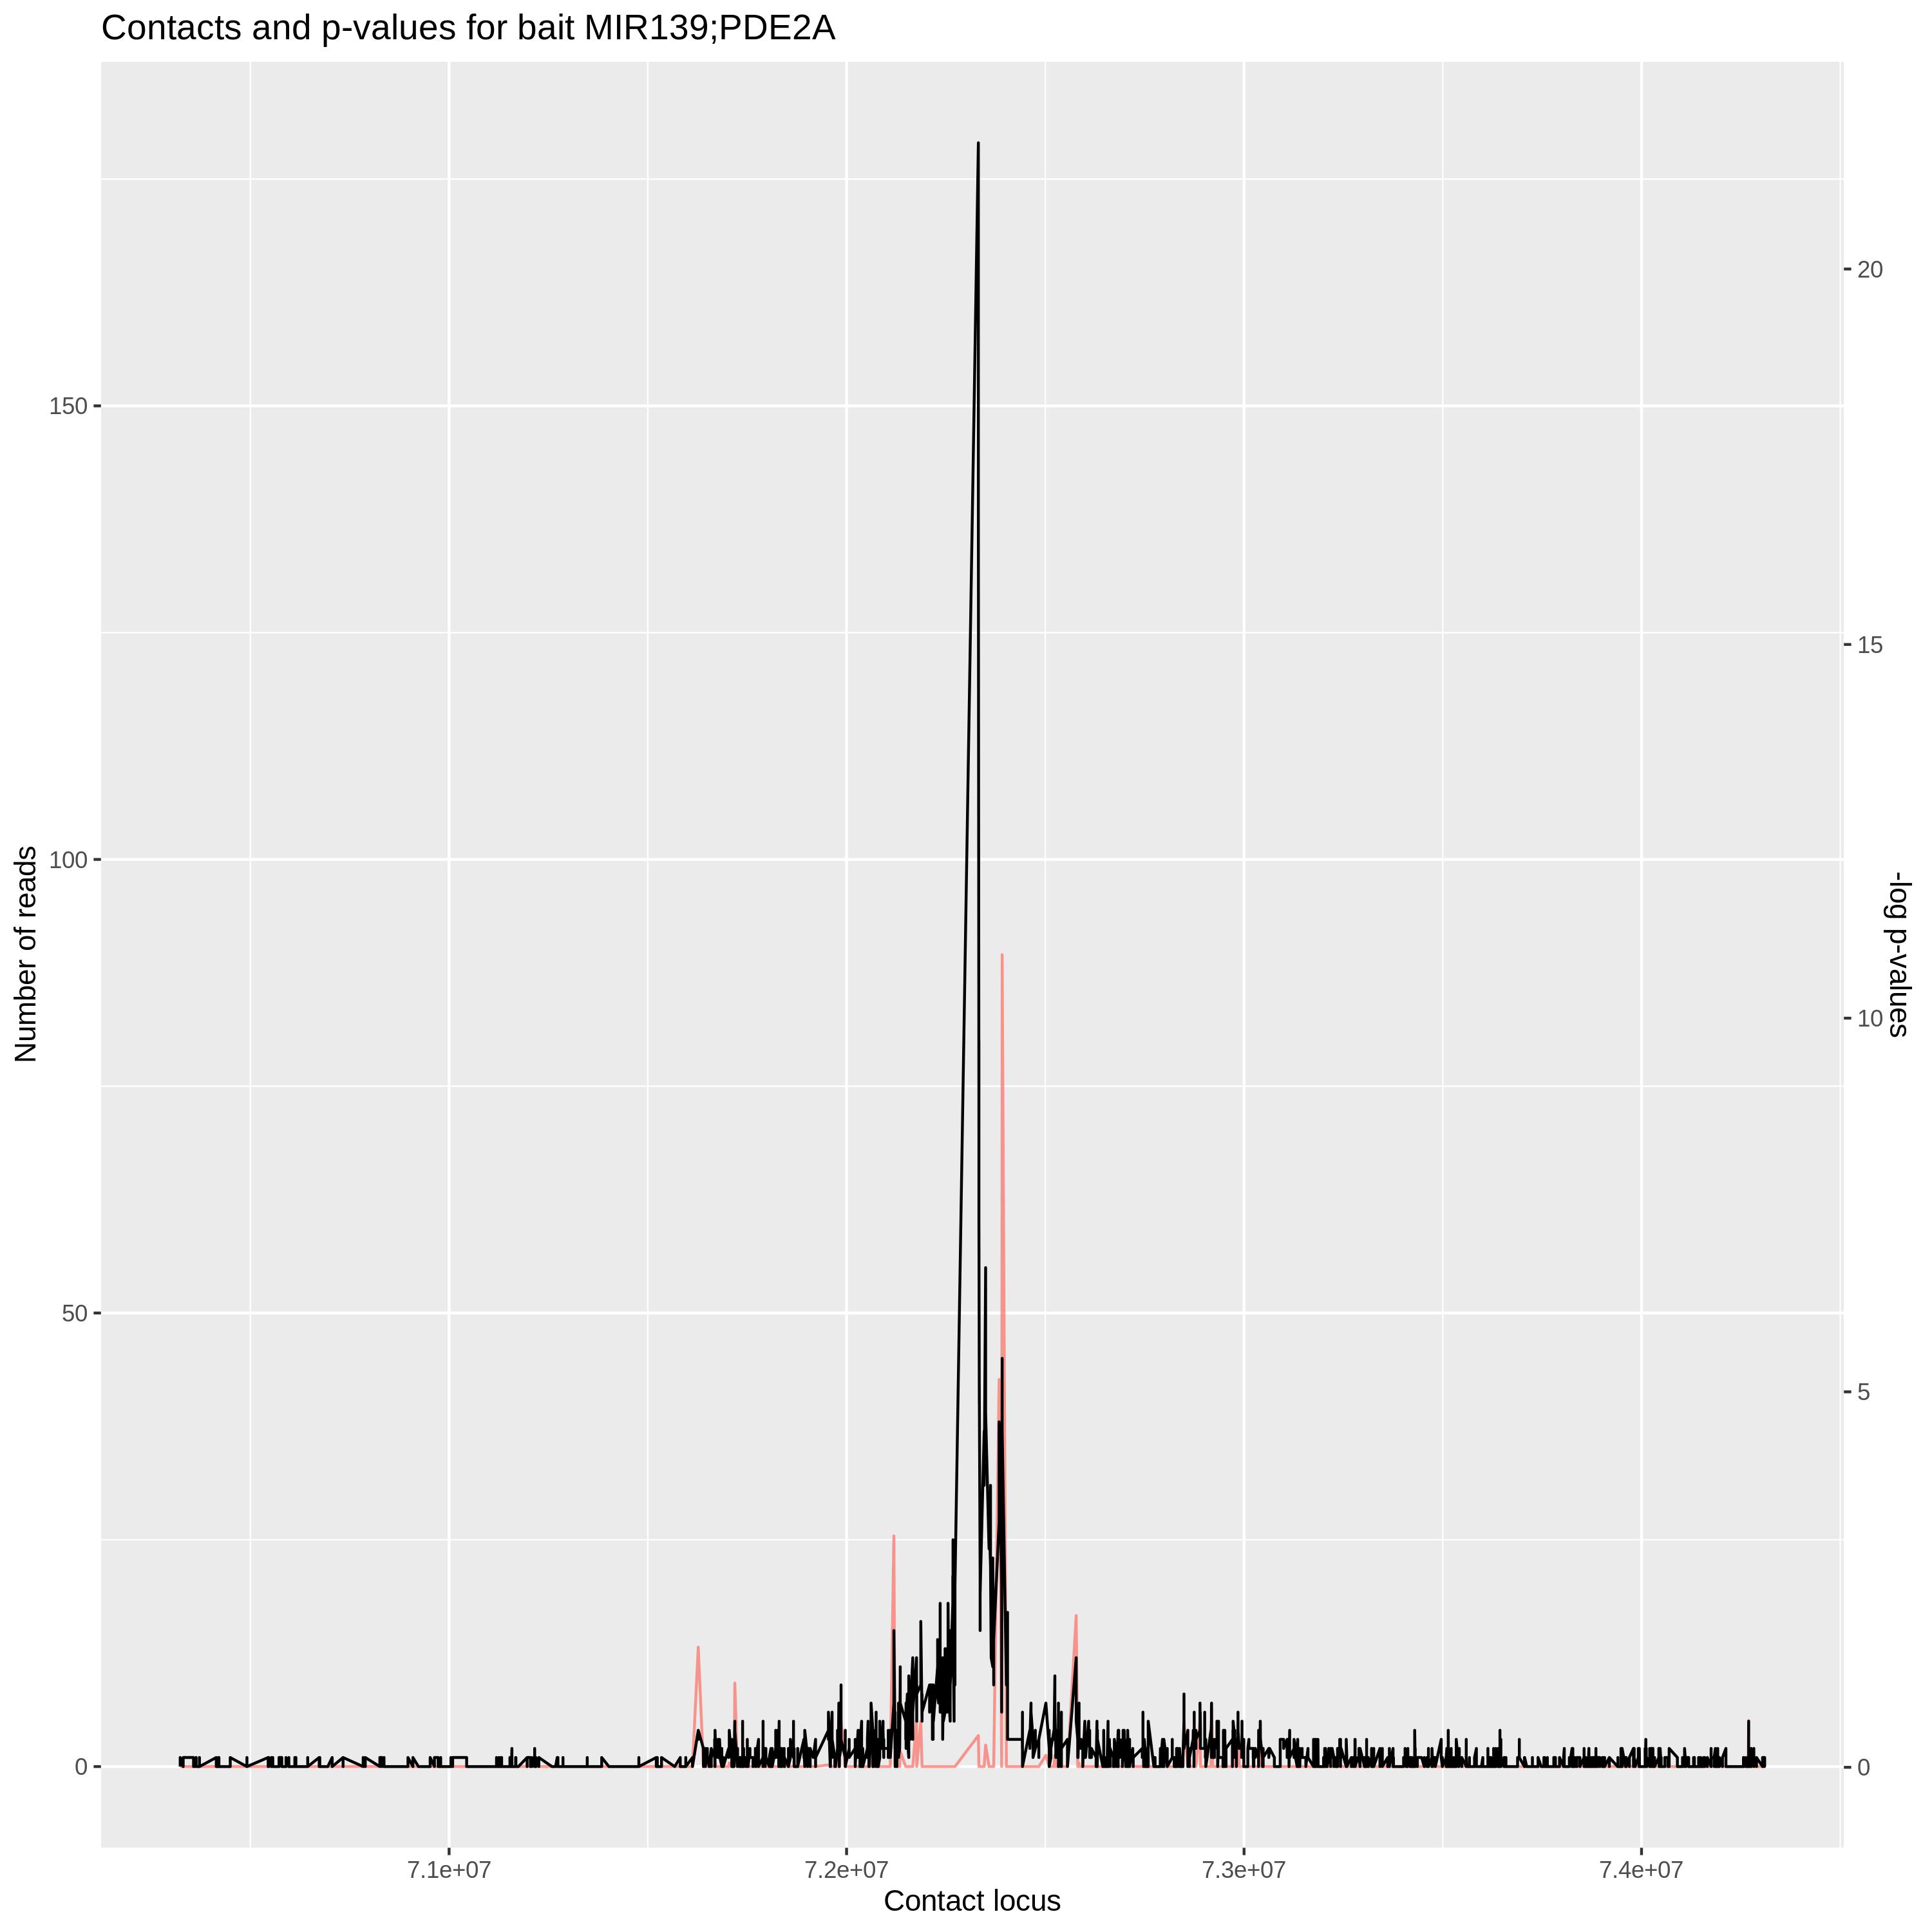 Contacts and p-values for bait MIR139;PDE2A
Number of reads
150
100
50
0
20
15
10
5
0
-log p-values
7.1e+07
7.2e+07
7.3e+07
7.4e+07
Contact locus